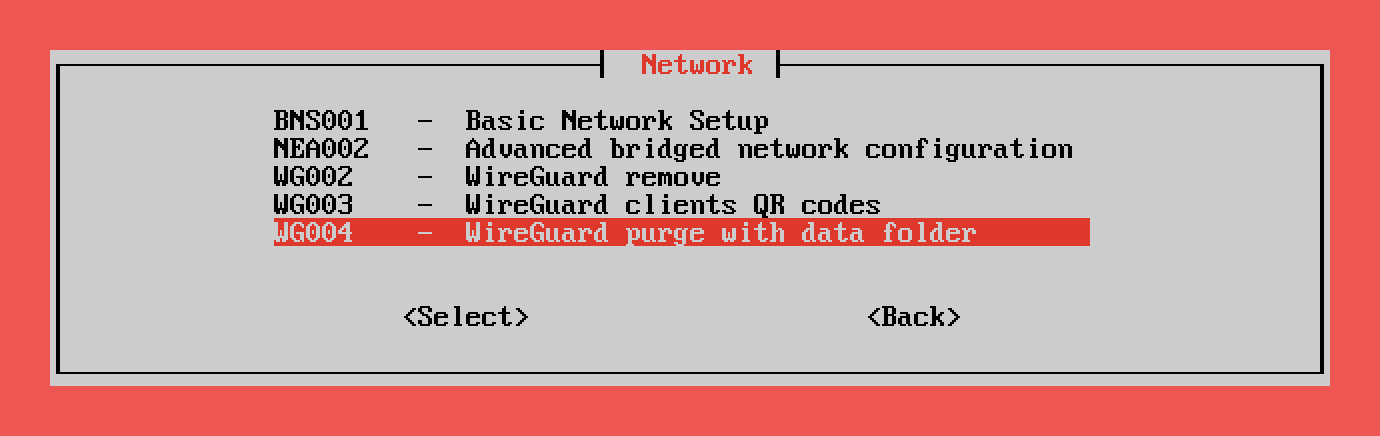 Network
BNS001 - Basic Network Setup
NEA002 - Advanced bridged network configuration
WG002 - WireGuard remove
WG003 - WireGuard clients QR codes
WG004 - WireGuard purge with data folder
<Select> <Back>